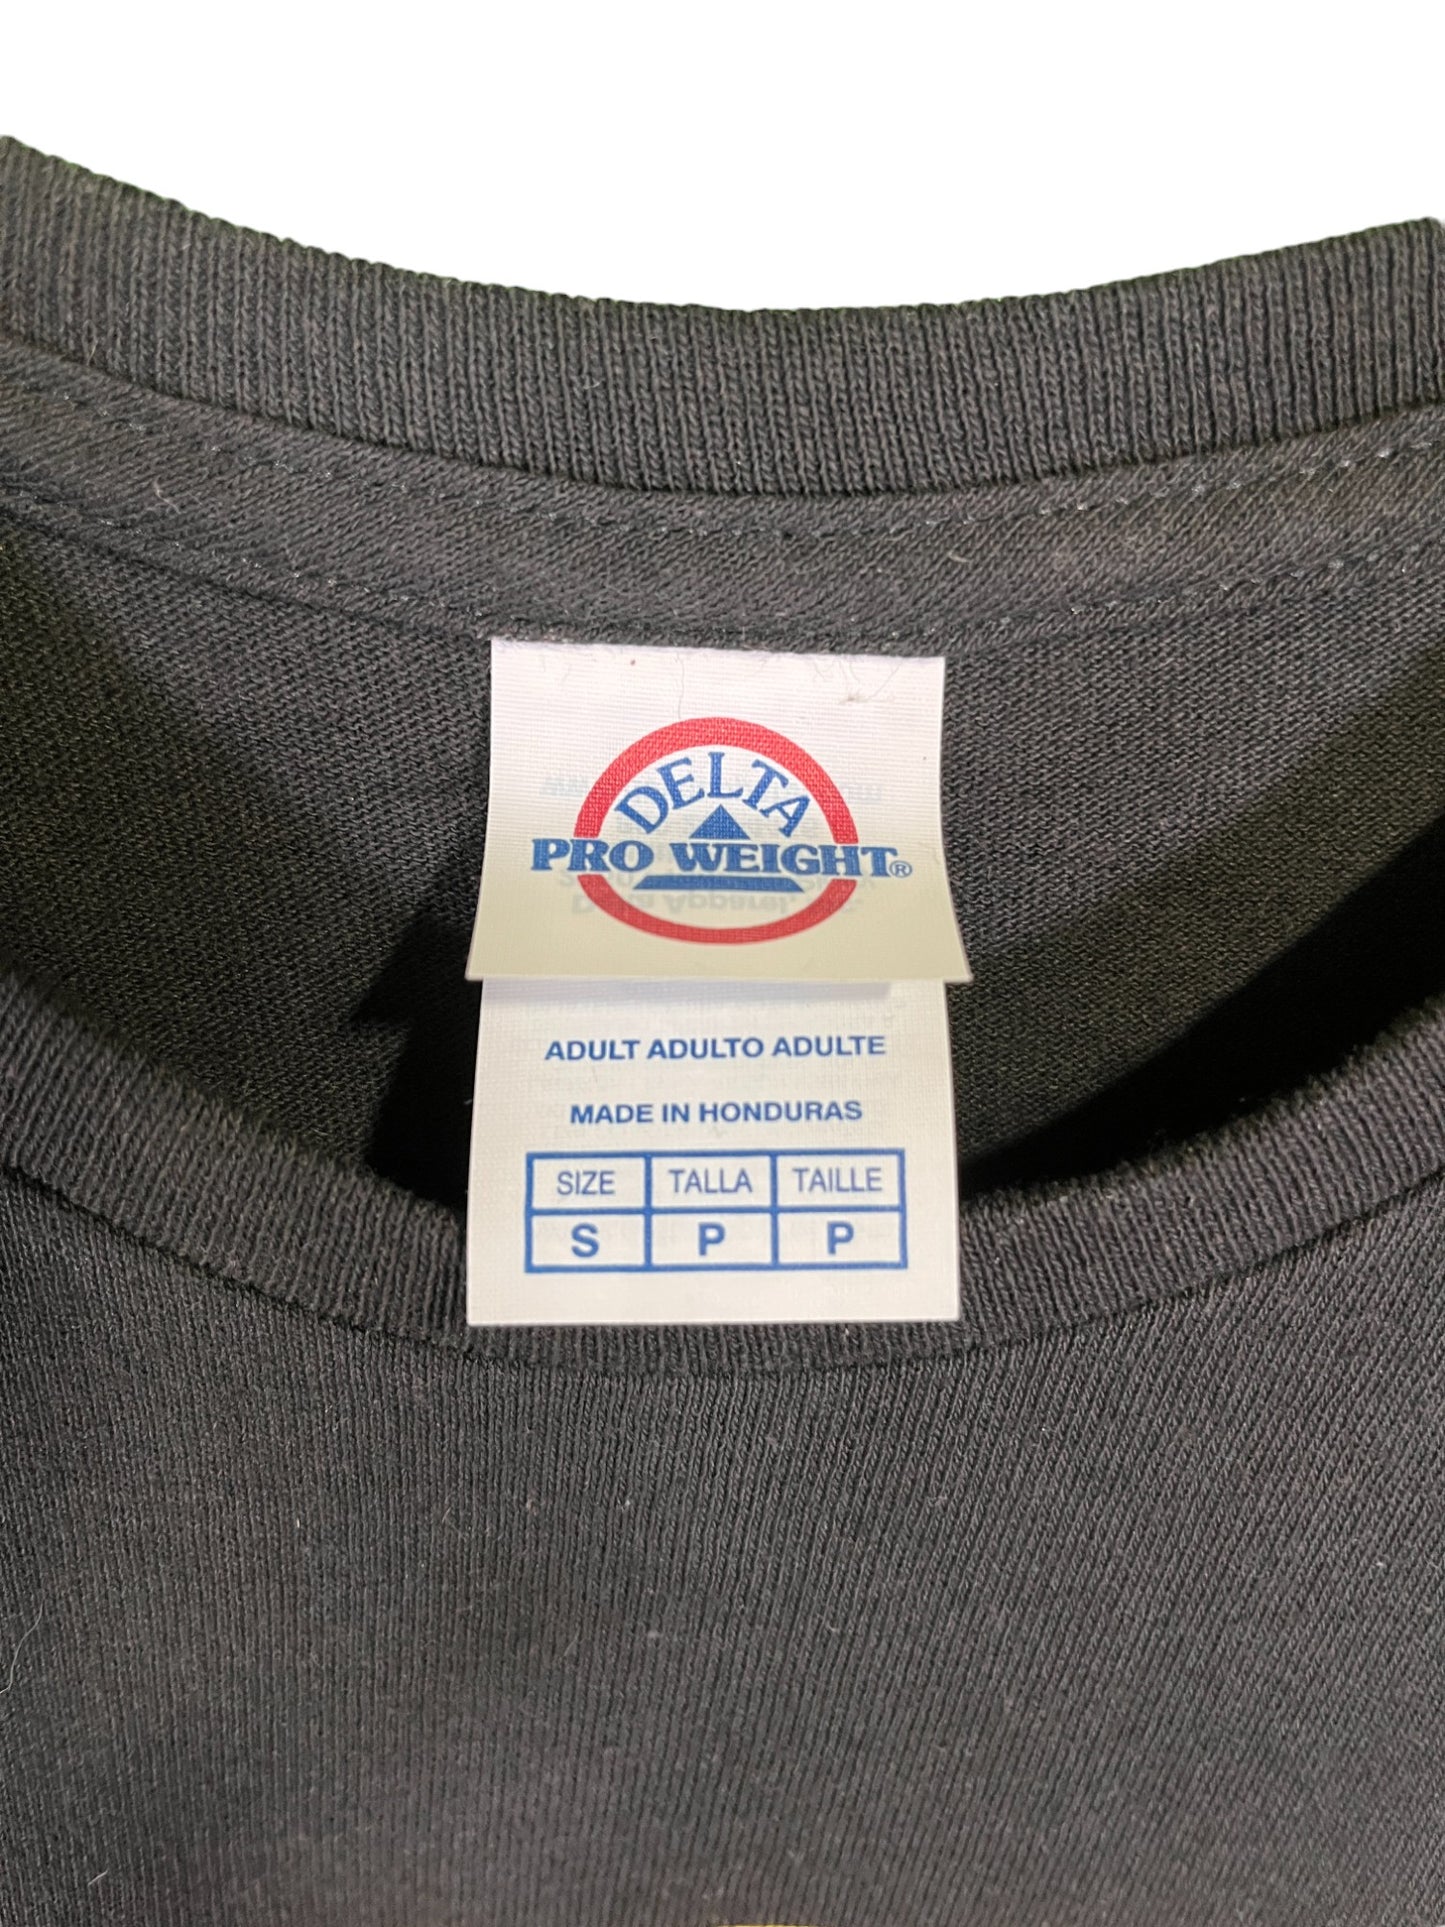 DELTA
PRO WEIGHT®
ADULT ADULTO ADULTE
MADE IN HONDURAS
SIZE TALLA TAILLE
S P P